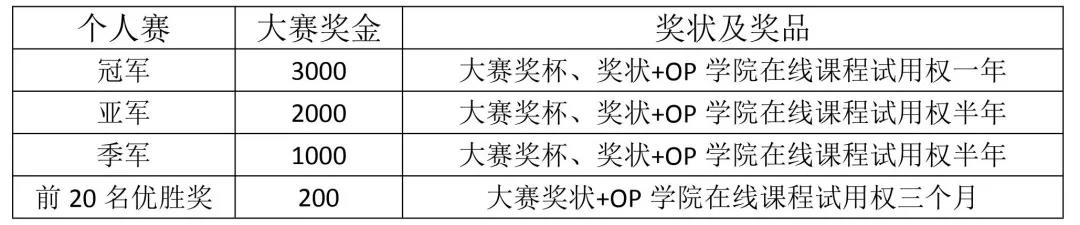 个人赛 大赛奖金 奖状及奖品
冠军 3000 大赛奖杯、奖状+OP 学院在线课程试用权一年
亚军 2000 大赛奖杯、奖状+OP 学院在线课程试用权半年
季军 1000 大赛奖杯、奖状+OP 学院在线课程试用权半年
前 20 名优胜奖 200 大赛奖状+OP 学院在线课程试用权三个月